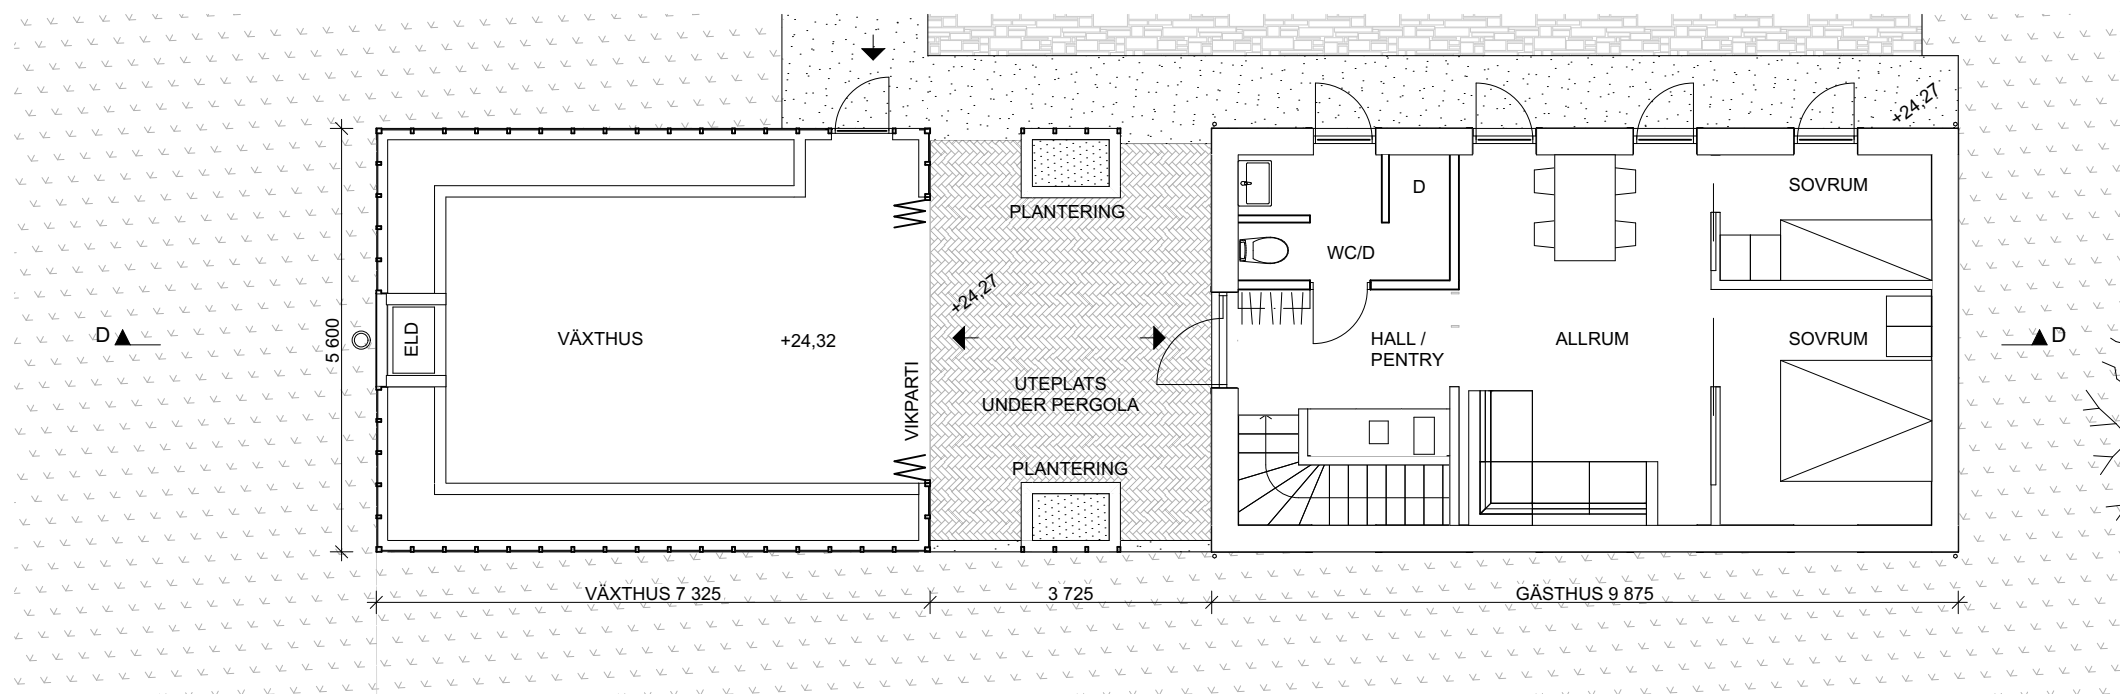 +24,27
D
SOVRUM
PLANTERING
WC/D
+24,27
5 600
D
ELD
VÄXTHUS
+24,32
HALL /
PENTRY
ALLRUM
SOVRUM
D
VIKPARTI
UTEPLATS
UNDER PERGOLA
PLANTERING
VÄXTHUS 7 325
3 725
GÄSTHUS 9 875